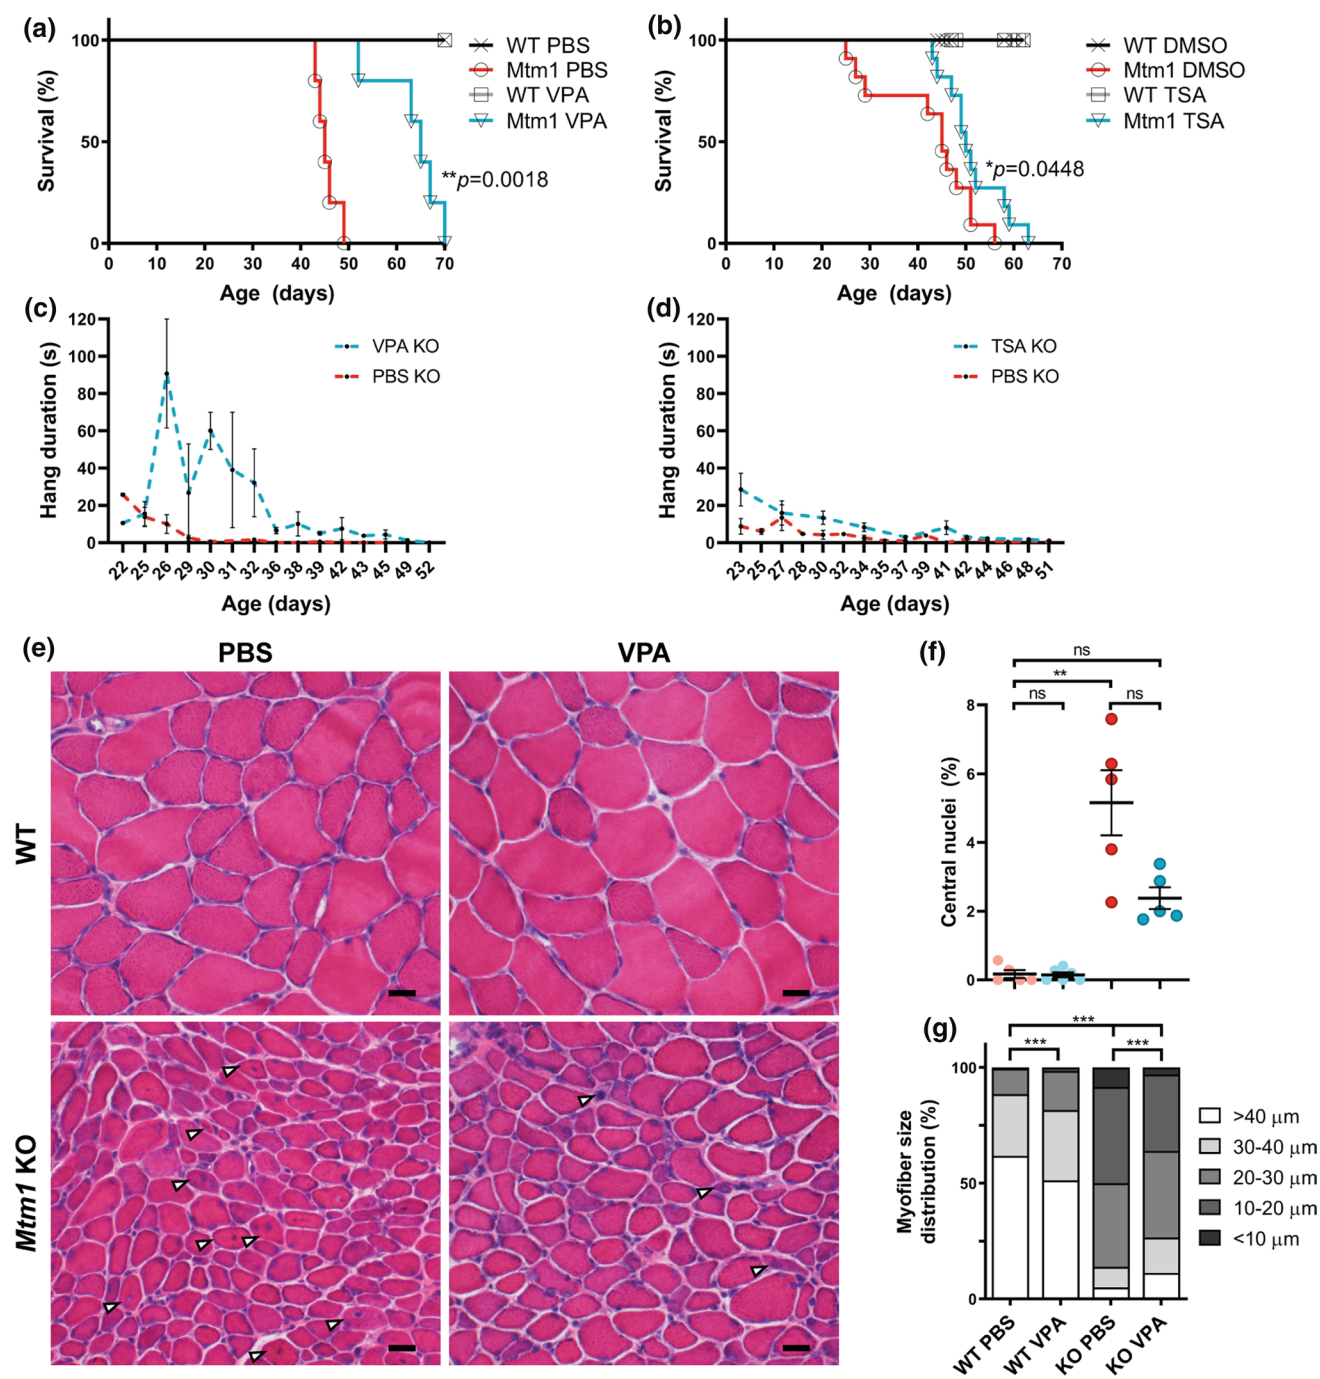 (a)
Survival (%)
100
50
0
0 10 20 30 40 50 60 70
Age (days)
WT PBS
Mtm1 PBS
WT VPA
Mtm1 VPA
**p=0.0018
(b)
Survival (%)
100
50
0
0 10 20 30 40 50 60 70
Age (days)
WT DMSO
Mtm1 DMSO
WT TSA
Mtm1 TSA
*p=0.0448
(c)
Hang duration (s)
120
100
80
60
40
20
0
22 25 26 29 30 31 32 36 38 39 42 43 45 49 52
Age (days)
VPA KO
PBS KO
(d)
Hang duration (s)
120
100
80
60
40
20
0
23 25 27 28 30 32 34 35 37 39 41 42 44 46 48 51
Age (days)
TSA KO
PBS KO
(e)
PBS VPA
WT
Mtm1 KO
(f)
ns
**
ns ns
Central nuclei (%)
8
6
4
2
0
(g)
***
*** ***
Myofiber size
distribution (%)
100
50
0
WT PBS WT VPA KO PBS KO VPA
>40 μm
30-40 μm
20-30 μm
10-20 μm
<10 μm